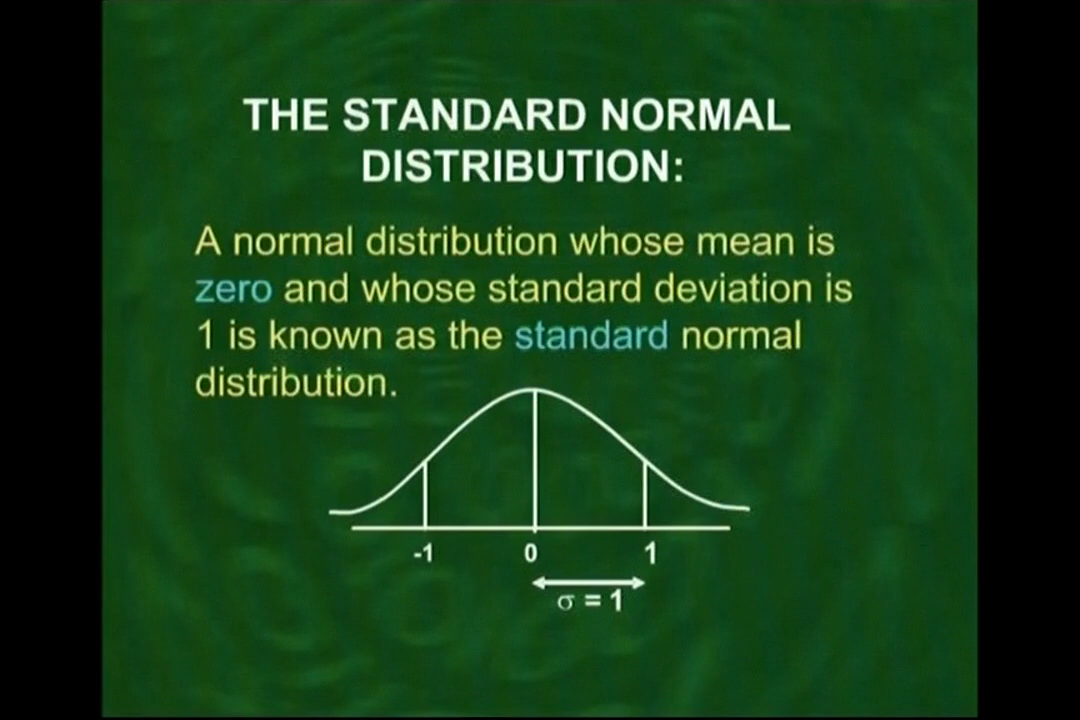 THE STANDARD NORMAL
DISTRIBUTION:
A normal distribution whose mean is
zero and whose standard deviation is
1 is known as the standard normal
distribution.
-1 0 1
σ = 1